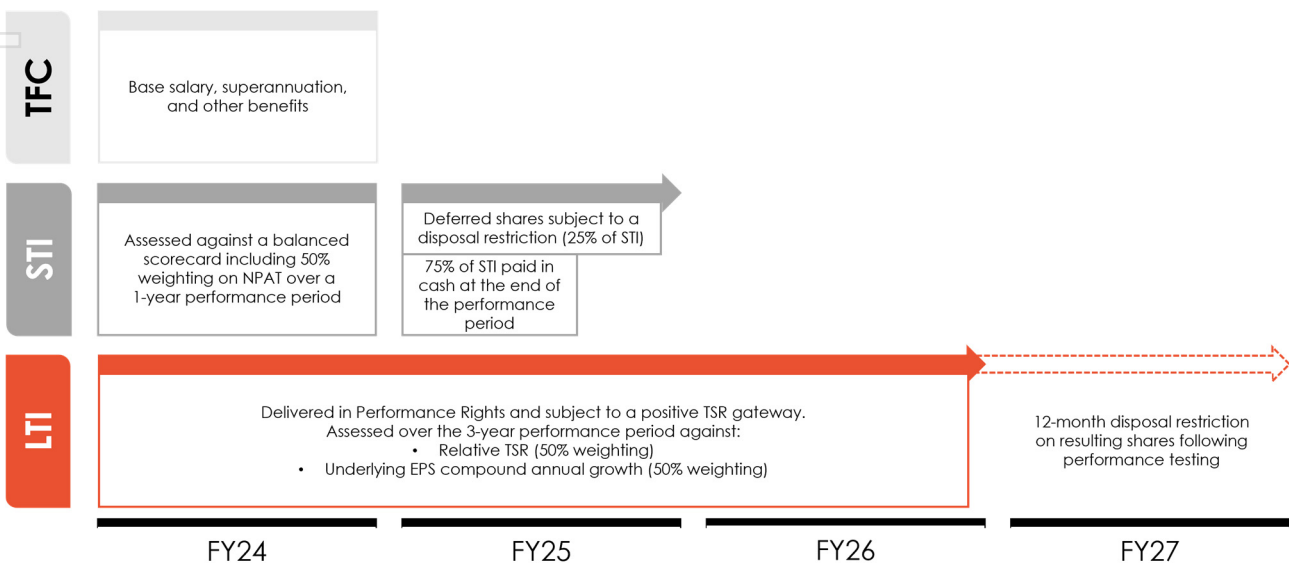 TFC
Base salary, superannuation,
and other benefits
STI
Assessed against a balanced
scorecard including 50%
weighting on NPAT over a
1-year performance period
Deferred shares subject to a
disposal restriction (25% of STI)
75% of STI paid in
cash at the end of
the performance
period
LTI
Delivered in Performance Rights and subject to a positive TSR gateway.
Assessed over the 3-year performance period against:
• Relative TSR (50% weighting)
• Underlying EPS compound annual growth (50% weighting)
12-month disposal restriction
on resulting shares following
performance testing
FY24
FY25
FY26
FY27